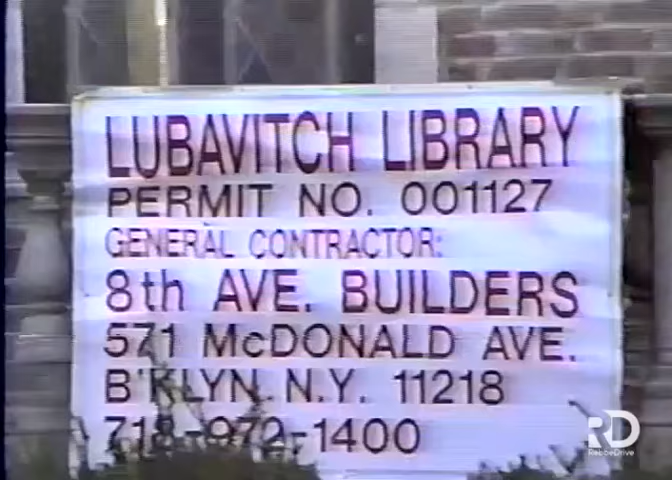 LUBAVITCH LIBRARY
PERMIT NO. 001127
GENERAL CONTRACTOR:
8th AVE. BUILDERS
571 McDONALD AVE.
B'KLYN. N.Y. 11218
718-972-1400
RD
RebbeDrive